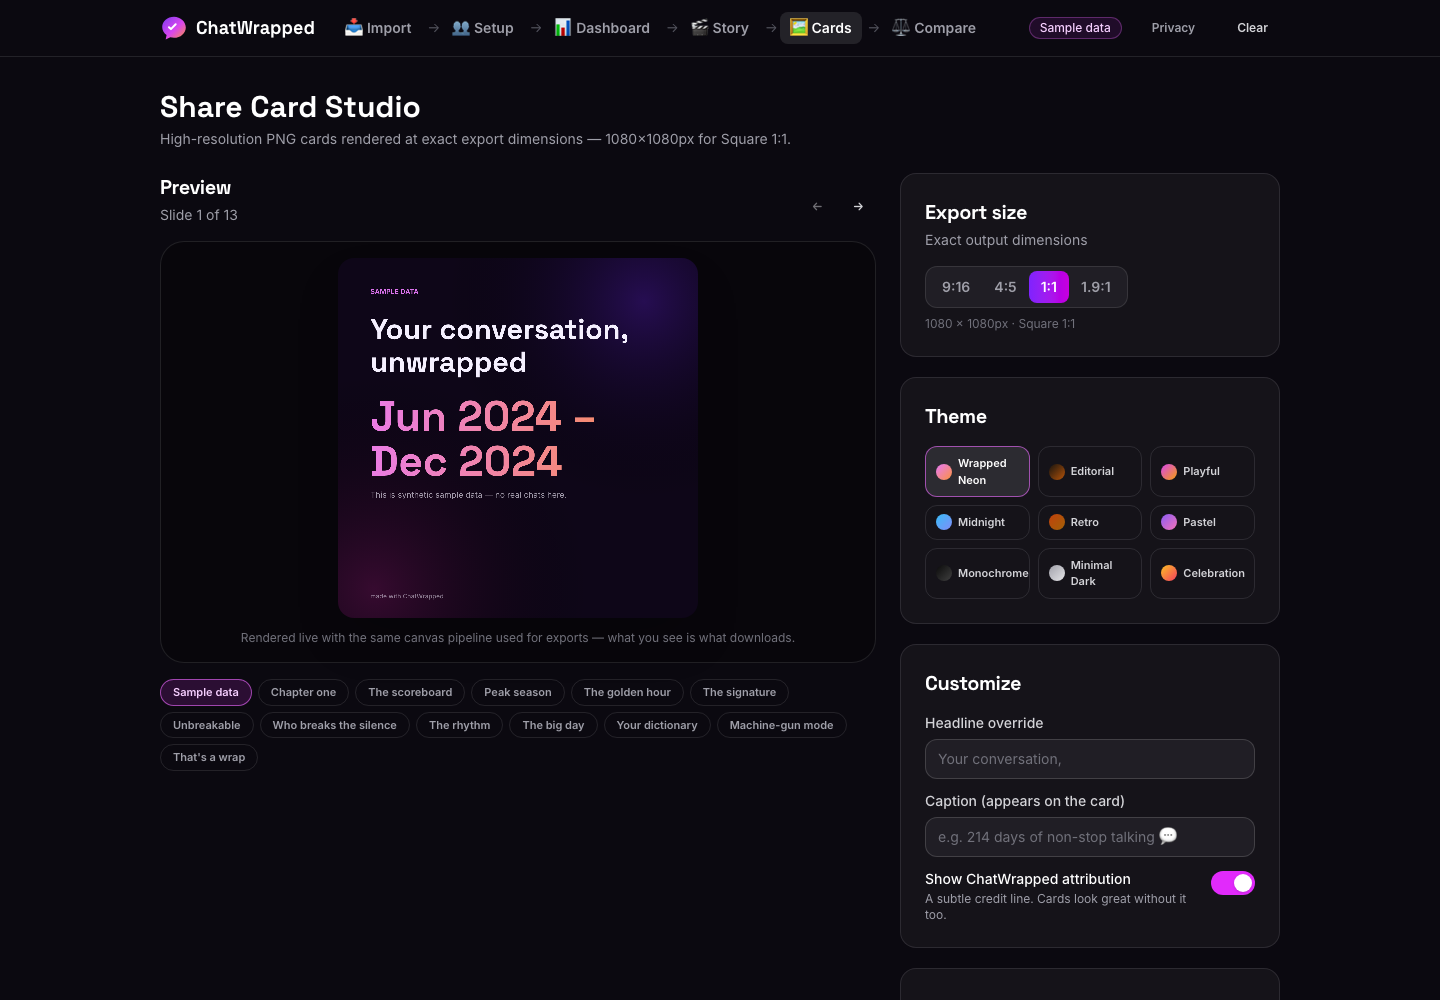 ChatWrapped
📥 Import → 👥 Setup → 📊 Dashboard → 🎬 Story → 🖼️ Cards → ⚖️ Compare
Sample data
Privacy
Clear
Share Card Studio
High-resolution PNG cards rendered at exact export dimensions — 1080×1080px for Square 1:1.
Preview
Slide 1 of 13
← →
SAMPLE DATA
Your conversation,
unwrapped
Jun 2024 –
Dec 2024
This is synthetic sample data — no real chats here.
made with ChatWrapped
Rendered live with the same canvas pipeline used for exports — what you see is what downloads.
Sample data
Chapter one
The scoreboard
Peak season
The golden hour
The signature
Unbreakable
Who breaks the silence
The rhythm
The big day
Your dictionary
Machine-gun mode
That's a wrap
Export size
Exact output dimensions
9:16 4:5 1:1 1.9:1
1080 × 1080px · Square 1:1
Theme
Wrapped
Neon
Editorial
Playful
Midnight
Retro
Pastel
Monochrome
Minimal
Dark
Celebration
Customize
Headline override
Your conversation,
Caption (appears on the card)
e.g. 214 days of non-stop talking 💬
Show ChatWrapped attribution
A subtle credit line. Cards look great without it
too.